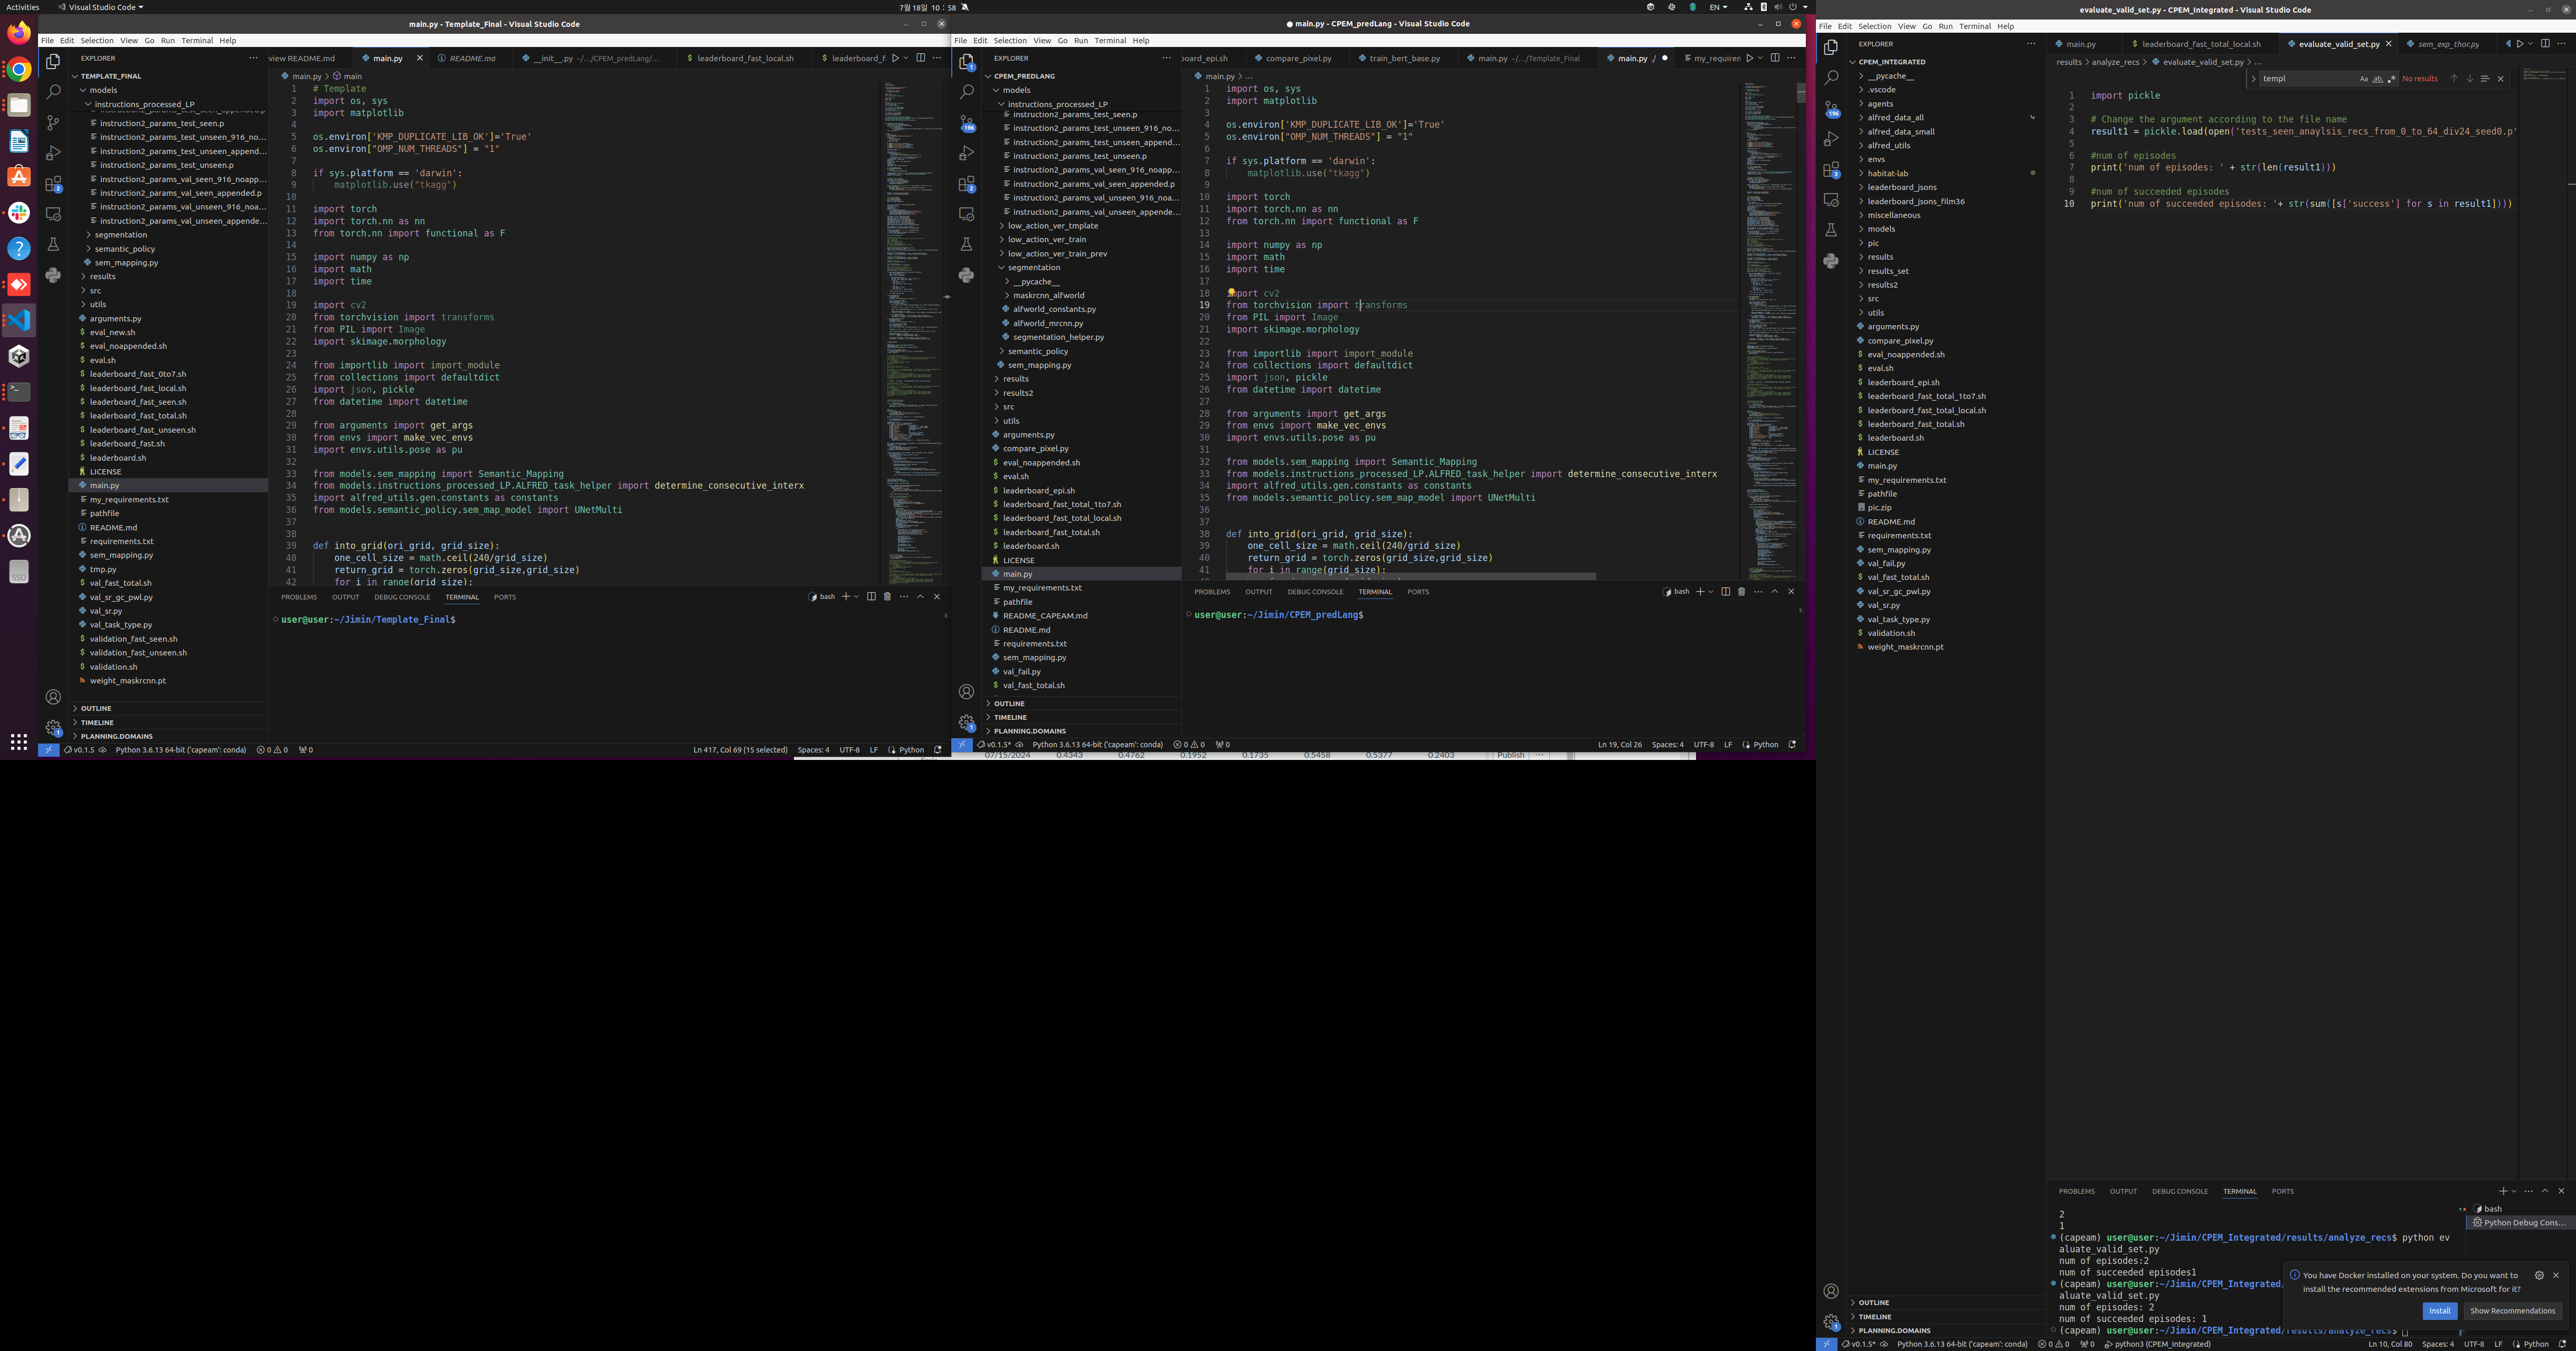 Activities
Visual Studio Code
7월 18일 10 : 58
EN
main.py - Template_Final - Visual Studio Code
File Edit Selection View Go Run Terminal Help
EXPLORER
TEMPLATE_FINAL
models
instructions_processed_LP
instruction2_params_test_seen.p
instruction2_params_test_unseen_916_no...
instruction2_params_test_unseen_append...
instruction2_params_test_unseen.p
instruction2_params_val_seen_916_noapp...
instruction2_params_val_seen_appended.p
instruction2_params_val_unseen_916_noa...
instruction2_params_val_unseen_appende...
segmentation
semantic_policy
sem_mapping.py
results
src
utils
arguments.py
eval_new.sh
eval_noappended.sh
eval.sh
leaderboard_fast_0to7.sh
leaderboard_fast_local.sh
leaderboard_fast_seen.sh
leaderboard_fast_total.sh
leaderboard_fast_unseen.sh
leaderboard_fast.sh
leaderboard.sh
LICENSE
main.py
my_requirements.txt
pathfile
README.md
requirements.txt
sem_mapping.py
tmp.py
val_fast_total.sh
val_sr_gc_pwl.py
val_sr.py
val_task_type.py
validation_fast_seen.sh
validation_fast_unseen.sh
validation.sh
weight_maskrcnn.pt
OUTLINE
TIMELINE
PLANNING.DOMAINS
view README.md
main.py
README.md
__init__.py ~/.../CPEM_predLang/...
leaderboard_fast_local.sh
leaderboard_f
main.py > main
1 # Template
2 import os, sys
3 import matplotlib
4
5 os.environ['KMP_DUPLICATE_LIB_OK']='True'
6 os.environ["OMP_NUM_THREADS"] = "1"
7
8 if sys.platform == 'darwin':
9 matplotlib.use("tkagg")
10
11 import torch
12 import torch.nn as nn
13 from torch.nn import functional as F
14
15 import numpy as np
16 import math
17 import time
18
19 import cv2
20 from torchvision import transforms
21 from PIL import Image
22 import skimage.morphology
23
24 from importlib import import_module
25 from collections import defaultdict
26 import json, pickle
27 from datetime import datetime
28
29 from arguments import get_args
30 from envs import make_vec_envs
31 import envs.utils.pose as pu
32
33 from models.sem_mapping import Semantic_Mapping
34 from models.instructions_processed_LP.ALFRED_task_helper import determine_consecutive_interx
35 import alfred_utils.gen.constants as constants
36 from models.semantic_policy.sem_map_model import UNetMulti
37
38
39 def into_grid(ori_grid, grid_size):
40 one_cell_size = math.ceil(240/grid_size)
41 return_grid = torch.zeros(grid_size,grid_size)
42 for i in range(grid_size):
PROBLEMS OUTPUT DEBUG CONSOLE TERMINAL PORTS
bash
user@user:~/Jimin/Template_Final$
v0.1.5 Python 3.6.13 64-bit ('capeam': conda) 0 0 0
Ln 417, Col 69 (15 selected) Spaces: 4 UTF-8 LF Python
main.py - CPEM_predLang - Visual Studio Code
File Edit Selection View Go Run Terminal Help
EXPLORER
CPEM_PREDLANG
models
instructions_processed_LP
instruction2_params_test_seen.p
instruction2_params_test_unseen_916_no...
instruction2_params_test_unseen_append...
instruction2_params_test_unseen.p
instruction2_params_val_seen_916_noapp...
instruction2_params_val_seen_appended.p
instruction2_params_val_unseen_916_noa...
instruction2_params_val_unseen_appende...
low_action_ver_tmplate
low_action_ver_train
low_action_ver_train_prev
segmentation
__pycache__
maskrcnn_alfworld
alfworld_constants.py
alfworld_mrcnn.py
segmentation_helper.py
semantic_policy
sem_mapping.py
results
results2
src
utils
arguments.py
compare_pixel.py
eval_noappended.sh
eval.sh
leaderboard_epi.sh
leaderboard_fast_total_1to7.sh
leaderboard_fast_total_local.sh
leaderboard_fast_total.sh
leaderboard.sh
LICENSE
main.py
my_requirements.txt
pathfile
README_CAPEAM.md
README.md
requirements.txt
sem_mapping.py
val_fail.py
val_fast_total.sh
OUTLINE
TIMELINE
PLANNING.DOMAINS
board_epi.sh
compare_pixel.py
train_bert_base.py
main.py ~/.../Template_Final
main.py ./
my_requiren
main.py > ...
1 import os, sys
2 import matplotlib
3
4 os.environ['KMP_DUPLICATE_LIB_OK']='True'
5 os.environ["OMP_NUM_THREADS"] = "1"
6
7 if sys.platform == 'darwin':
8 matplotlib.use("tkagg")
9
10 import torch
11 import torch.nn as nn
12 from torch.nn import functional as F
13
14 import numpy as np
15 import math
16 import time
17
18 import cv2
19 from torchvision import transforms
20 from PIL import Image
21 import skimage.morphology
22
23 from importlib import import_module
24 from collections import defaultdict
25 import json, pickle
26 from datetime import datetime
27
28 from arguments import get_args
29 from envs import make_vec_envs
30 import envs.utils.pose as pu
31
32 from models.sem_mapping import Semantic_Mapping
33 from models.instructions_processed_LP.ALFRED_task_helper import determine_consecutive_interx
34 import alfred_utils.gen.constants as constants
35 from models.semantic_policy.sem_map_model import UNetMulti
36
37
38 def into_grid(ori_grid, grid_size):
39 one_cell_size = math.ceil(240/grid_size)
40 return_grid = torch.zeros(grid_size,grid_size)
41 for i in range(grid_size):
PROBLEMS OUTPUT DEBUG CONSOLE TERMINAL PORTS
bash
user@user:~/Jimin/CPEM_predLang$
v0.1.5* Python 3.6.13 64-bit ('capeam': conda) 0 0 0
Ln 19, Col 26 Spaces: 4 UTF-8 LF Python
07/15/2024 0.4343 0.4762 0.1952 0.1735 0.5458 0.5377 0.2403 Publish
evaluate_valid_set.py - CPEM_Integrated - Visual Studio Code
File Edit Selection View Go Run Terminal Help
EXPLORER
CPEM_INTEGRATED
__pycache__
.vscode
agents
alfred_data_all
alfred_data_small
alfred_utils
envs
habitat-lab
leaderboard_jsons
leaderboard_jsons_film36
miscellaneous
models
pic
results
results_set
results2
src
utils
arguments.py
compare_pixel.py
eval_noappended.sh
eval.sh
leaderboard_epi.sh
leaderboard_fast_total_1to7.sh
leaderboard_fast_total_local.sh
leaderboard_fast_total.sh
leaderboard.sh
LICENSE
main.py
my_requirements.txt
pathfile
pic.zip
README.md
requirements.txt
sem_mapping.py
val_fail.py
val_fast_total.sh
val_sr_gc_pwl.py
val_sr.py
val_task_type.py
validation.sh
weight_maskrcnn.pt
OUTLINE
TIMELINE
PLANNING.DOMAINS
main.py
leaderboard_fast_total_local.sh
evaluate_valid_set.py
sem_exp_thor.py
results > analyze_recs > evaluate_valid_set.py > ...
templ
Aa
No results
1 import pickle
2
3 # Change the argument according to the file name
4 result1 = pickle.load(open('tests_seen_anaylsis_recs_from_0_to_64_div24_seed0.p'
5
6 #num of episodes
7 print('num of episodes: ' + str(len(result1)))
8
9 #num of succeeded episodes
10 print('num of succeeded episodes: '+ str(sum([s['success'] for s in result1])))
PROBLEMS OUTPUT DEBUG CONSOLE TERMINAL PORTS
bash
Python Debug Cons...
2
1
(capeam) user@user:~/Jimin/CPEM_Integrated/results/analyze_recs$ python ev
aluate_valid_set.py
num of episodes:2
num of succeeded episodes1
(capeam) user@user:~/Jimin/CPEM_Integrated
aluate_valid_set.py
num of episodes: 2
num of succeeded episodes: 1
(capeam) user@user:~/Jimin/CPEM_Integrated/results/analyze_recs$
You have Docker installed on your system. Do you want to
install the recommended extensions from Microsoft for it?
Install
Show Recommendations
v0.1.5* Python 3.6.13 64-bit ('capeam': conda) 0 0 0 python3 (CPEM_Integrated)
Ln 10, Col 80 Spaces: 4 UTF-8 LF Python